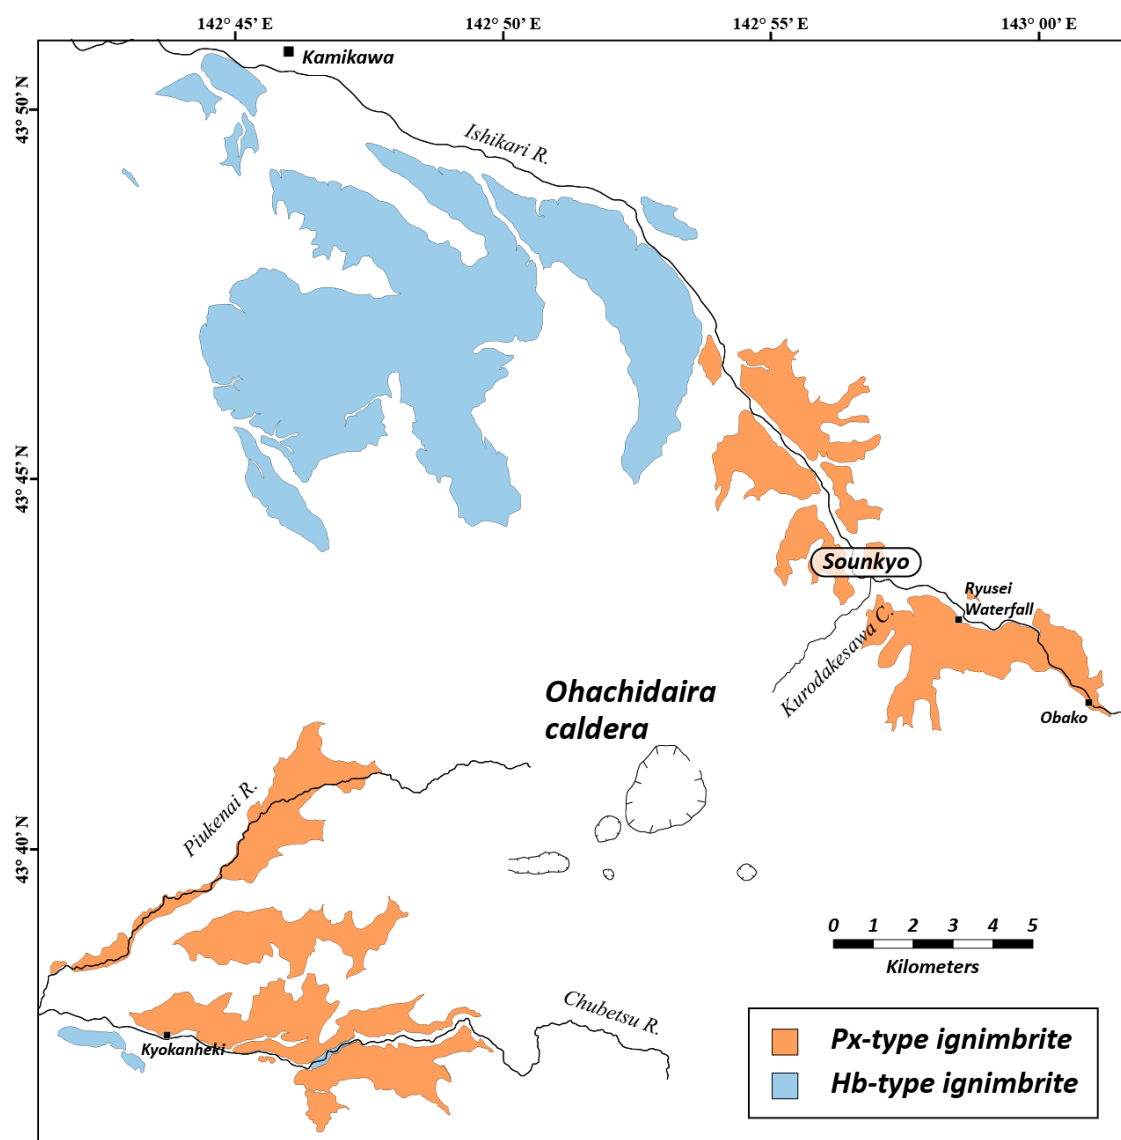 142° 45’ E
142° 50’ E
142° 55’ E
143° 00’ E
Kamikawa
43° 50’ N
Ishikari R.
43° 45’ N
Sounkyo
Ryusei
Waterfall
Kurodakesawa C.
Obako
Ohachidaira
caldera
Piukenai R.
43° 40’ N
0 1 2 3 4 5
Kilometers
Chubetsu R.
Kyokanheki
Px-type ignimbrite
Hb-type ignimbrite